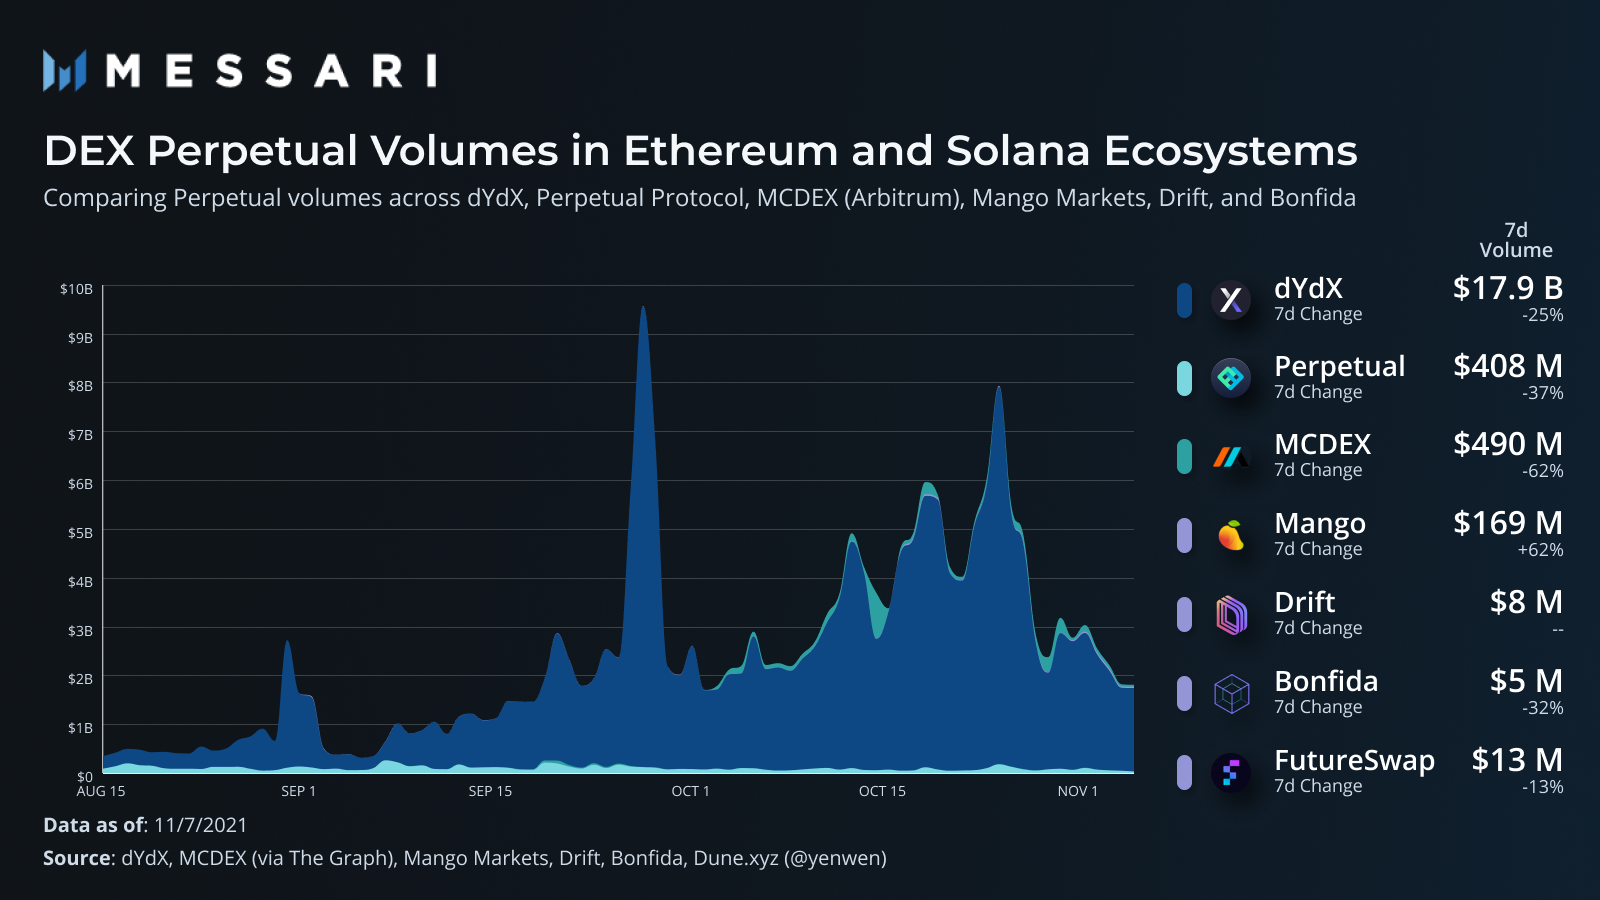 MESSARI
DEX Perpetual Volumes in Ethereum and Solana Ecosystems
Comparing Perpetual volumes across dYdX, Perpetual Protocol, MCDEX (Arbitrum), Mango Markets, Drift, and Bonfida
7d
Volume
$10B
$9B
$8B
$7B
$6B
$5B
$4B
$3B
$2B
$1B
$0
AUG 15 SEP 1 SEP 15 OCT 1 OCT 15 NOV 1
dYdX $17.9 B
7d Change -25%
Perpetual $408 M
7d Change -37%
MCDEX $490 M
7d Change -62%
Mango $169 M
7d Change +62%
Drift $8 M
7d Change --
Bonfida $5 M
7d Change -32%
FutureSwap $13 M
7d Change -13%
Data as of: 11/7/2021
Source: dYdX, MCDEX (via The Graph), Mango Markets, Drift, Bonfida, Dune.xyz (@yenwen)